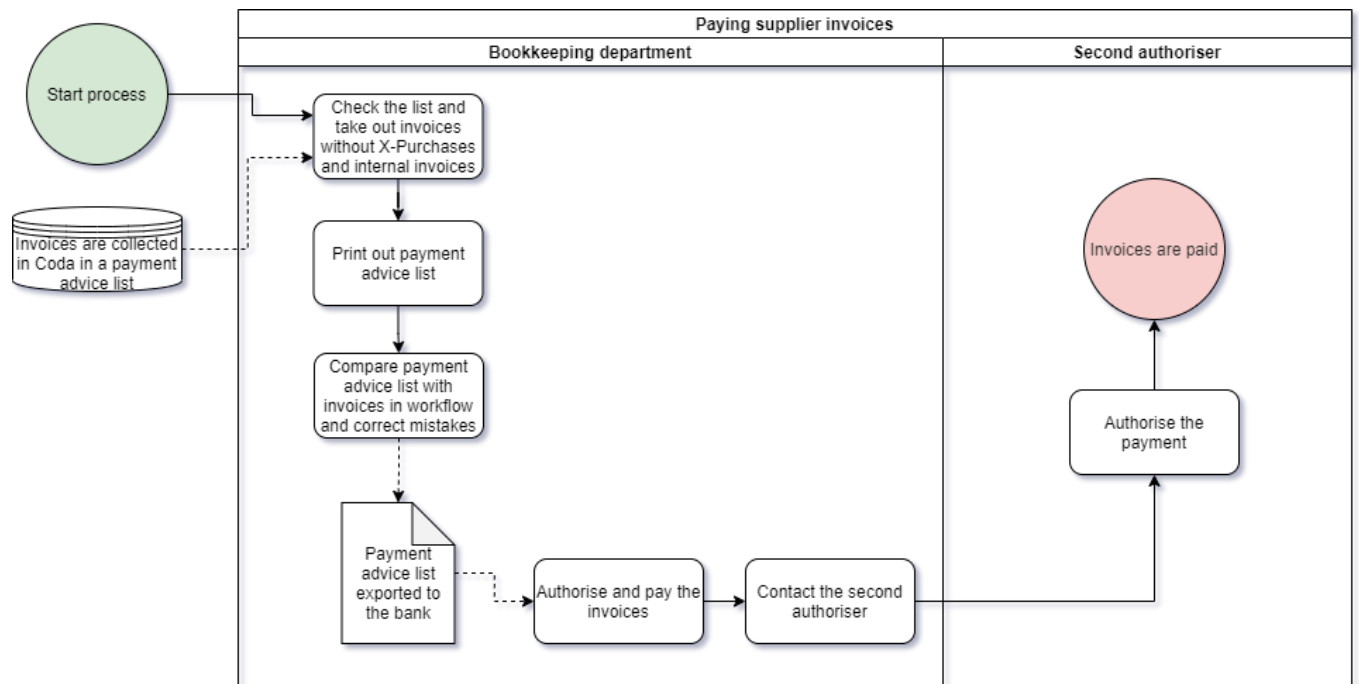 Paying supplier invoices
Bookkeeping department
Second authoriser
Start process
Check the list and
take out invoices
without X-Purchases
and internal invoices
Invoices are collected
in Coda in a payment
advice list
Print out payment
advice list
Compare payment
advice list with
invoices in workflow
and correct mistakes
Payment
advice list
exported to
the bank
Authorise and pay the
invoices
Contact the second
authoriser
Authorise the
payment
Invoices are paid